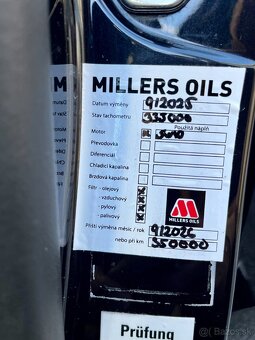 MILLERS OILS
Datum výměny 912025
Stav tachometru 335000
Použitá náplň
Motor 5W40
Převodovka
Diferenciál
Chladicí kapalina
Brzdová kapalina
Filtr - olejový
- vzduchový
- pylový
- palivový
MILLERS OILS
Příští výměna měsíc / rok 912026
nebo při km 350000
Prüfung